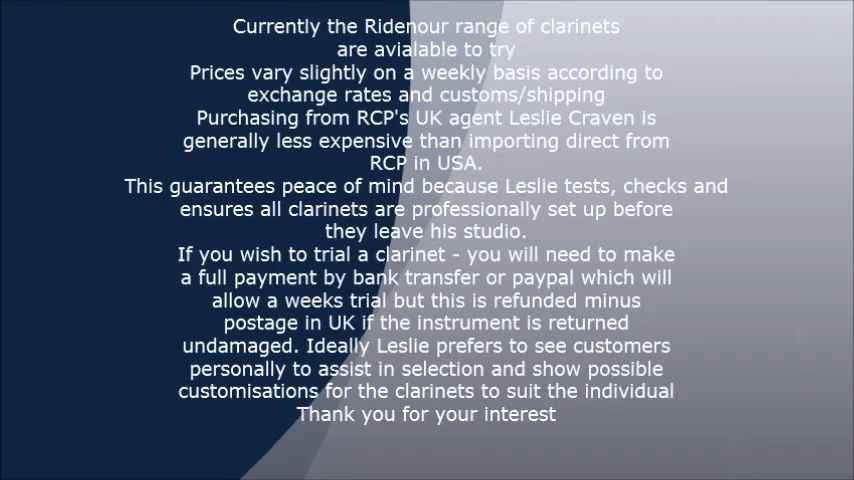 Currently the Ridenour range of clarinets
are avialable to try
Prices vary slightly on a weekly basis according to
exchange rates and customs/shipping
Purchasing from RCP's UK agent Leslie Craven is
generally less expensive than importing direct from
RCP in USA.
This guarantees peace of mind because Leslie tests, checks and
ensures all clarinets are professionally set up before
they leave his studio.
If you wish to trial a clarinet - you will need to make
a full payment by bank transfer or paypal which will
allow a weeks trial but this is refunded minus
postage in UK if the instrument is returned
undamaged. Ideally Leslie prefers to see customers
personally to assist in selection and show possible
customisations for the clarinets to suit the individual
Thank you for your interest